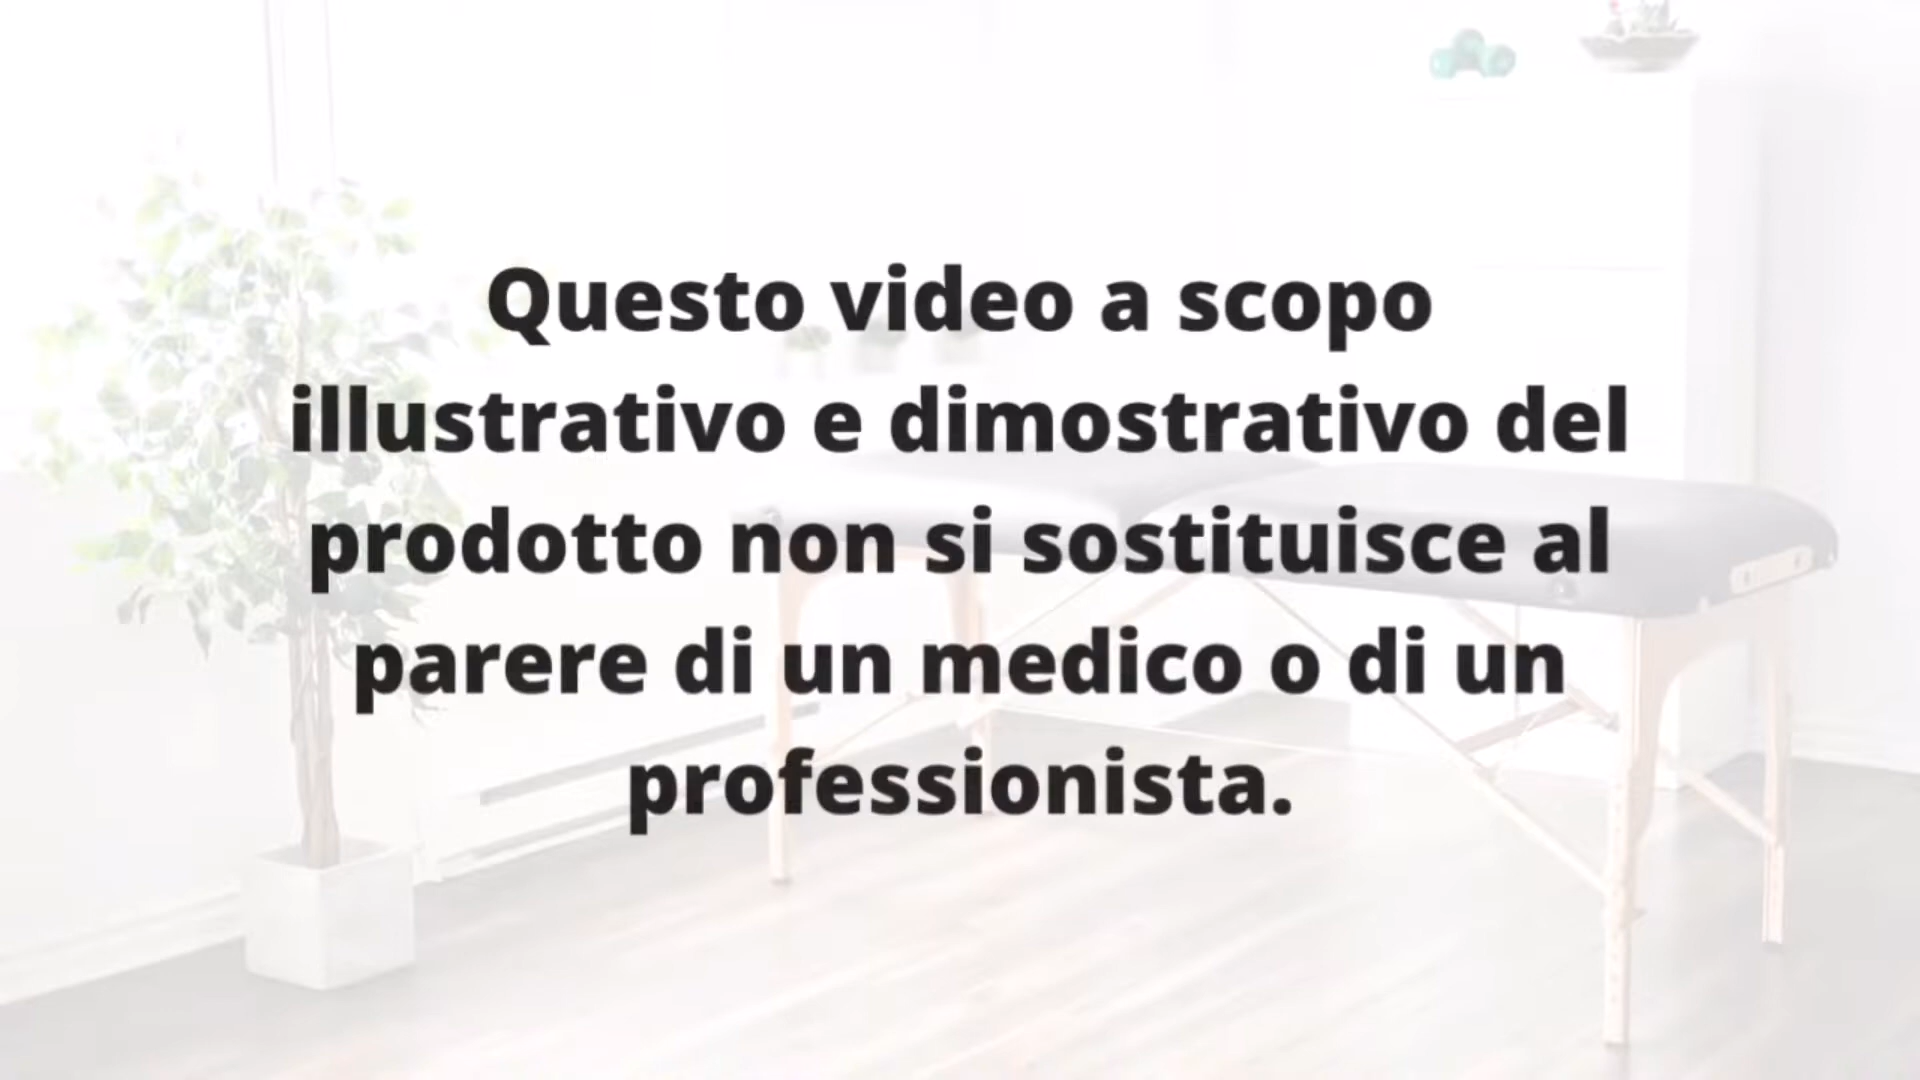 Questo video a scopo
illustrativo e dimostrativo del
prodotto non si sostituisce al
parere di un medico o di un
professionista.